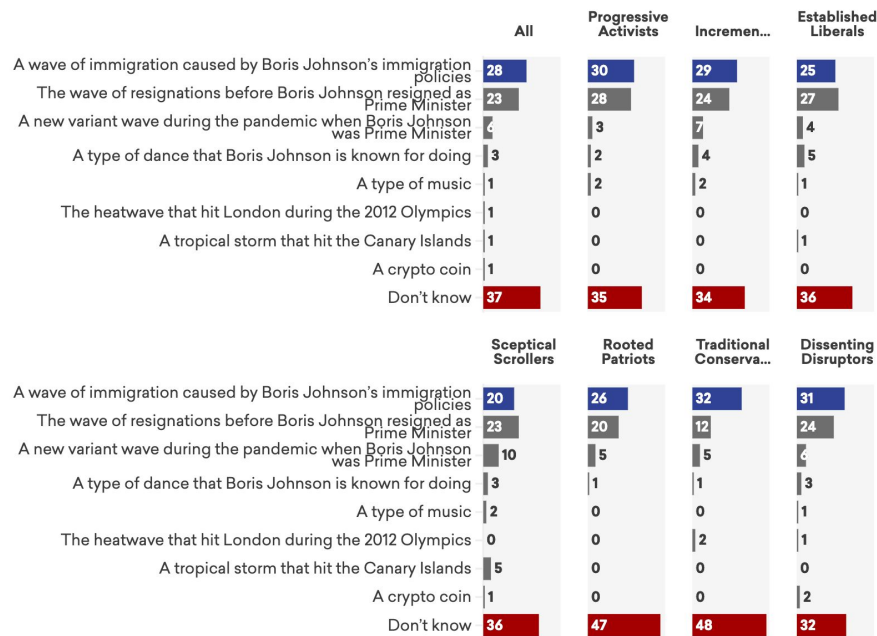 All Progressive Activists Incremen... Established Liberals
A wave of immigration caused by Boris Johnson's immigration policies 28 30 29 25
The wave of resignations before Boris Johnson resigned as Prime Minister 23 28 24 27
A new variant wave during the pandemic when Boris Johnson was Prime Minister 6 3 7 4
A type of dance that Boris Johnson is known for doing 3 2 4 5
A type of music 1 2 2 1
The heatwave that hit London during the 2012 Olympics 1 0 0 0
A tropical storm that hit the Canary Islands 1 0 0 1
A crypto coin 1 0 0 0
Don't know 37 35 34 36
Sceptical Scrollers Rooted Patriots Traditional Conserva... Dissenting Disruptors
A wave of immigration caused by Boris Johnson's immigration policies 20 26 32 31
The wave of resignations before Boris Johnson resigned as Prime Minister 23 20 12 24
A new variant wave during the pandemic when Boris Johnson was Prime Minister 10 5 5 6
A type of dance that Boris Johnson is known for doing 3 1 1 3
A type of music 2 0 0 1
The heatwave that hit London during the 2012 Olympics 0 0 2 1
A tropical storm that hit the Canary Islands 5 0 0 0
A crypto coin 1 0 0 2
Don't know 36 47 48 32